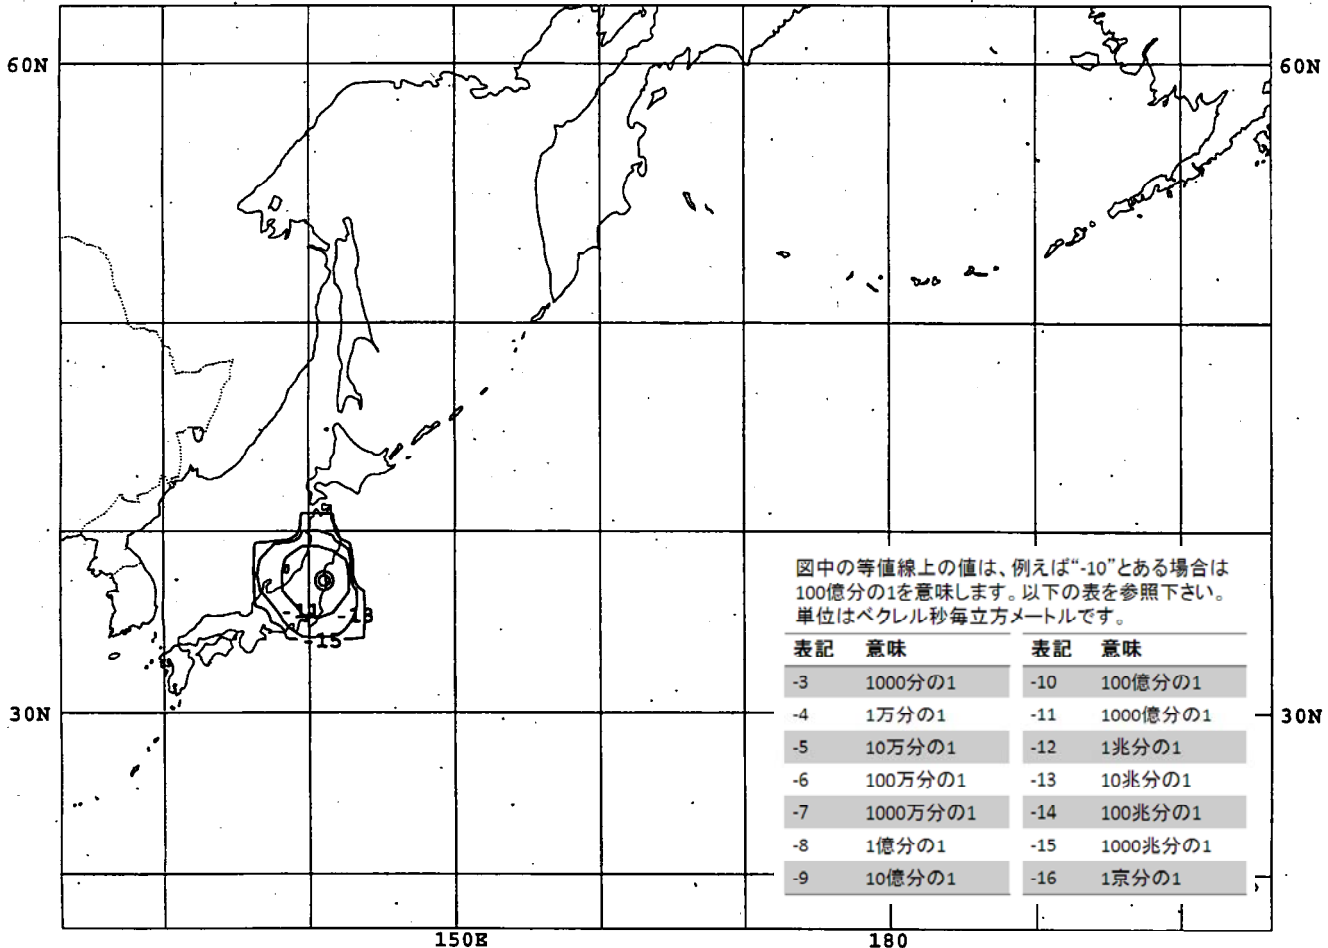 60N
60N
図中の等値線上の値は、例えば“-10”とある場合は
100億分の1を意味します。以下の表を参照下さい。
単位はベクレル秒毎立方メートルです。
-11
-13
-15
表記 意味 表記 意味
-3 1000分の1 -10 100億分の1
-4 1万分の1 -11 1000億分の1
-5 10万分の1 -12 1兆分の1
-6 100万分の1 -13 10兆分の1
-7 1000万分の1 -14 100兆分の1
-8 1億分の1 -15 1000兆分の1
-9 10億分の1 -16 1京分の1
30N
30N
150E
180